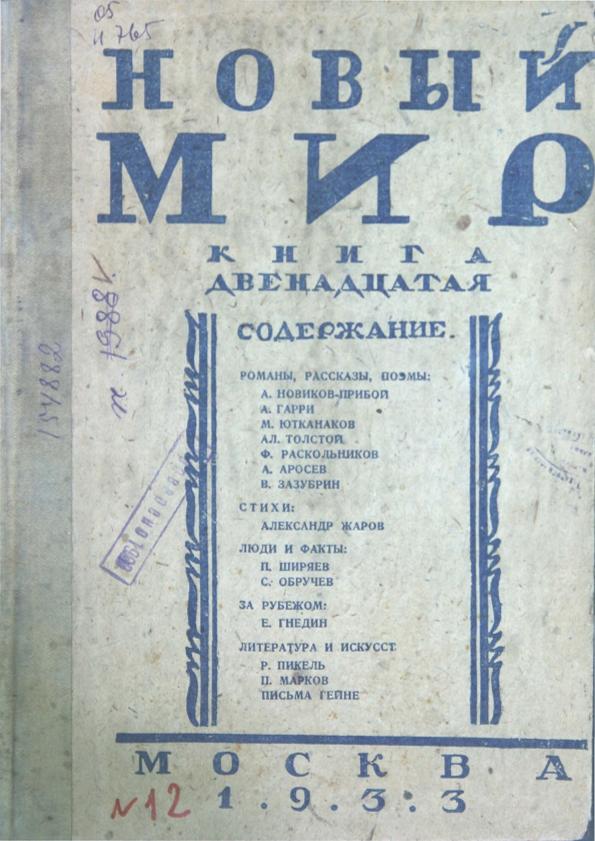 05
НОВЫЙ
МИР
КНИГА
ДВЕНАДЦАТАЯ
СОДЕРЖАНИЕ.
РОМАНЫ, РАССКАЗЫ, ПОЭМЫ:
А. НОВИКОВ-ПРИБОЙ
А. ГАРРИ
М. ЮТКАНАКОВ
АЛ. ТОЛСТОЙ
Ф. РАСКОЛЬНИКОВ
А. АРОСЕВ
В. ЗАЗУБРИН
СТИХИ:
АЛЕКСАНДР ЖАРОВ
ЛЮДИ И ФАКТЫ:
П. ШИРЯЕВ
С. ОБРУЧЕВ
ЗА РУБЕЖОМ:
Е. ГНЕДИН
ЛИТЕРАТУРА И ИСКУССТ
Р. ПИКЕЛЬ
П. МАРКОВ
ПИСЬМА ГЕЙНЕ
154882
МОСКВА
1.9.3.3
№12